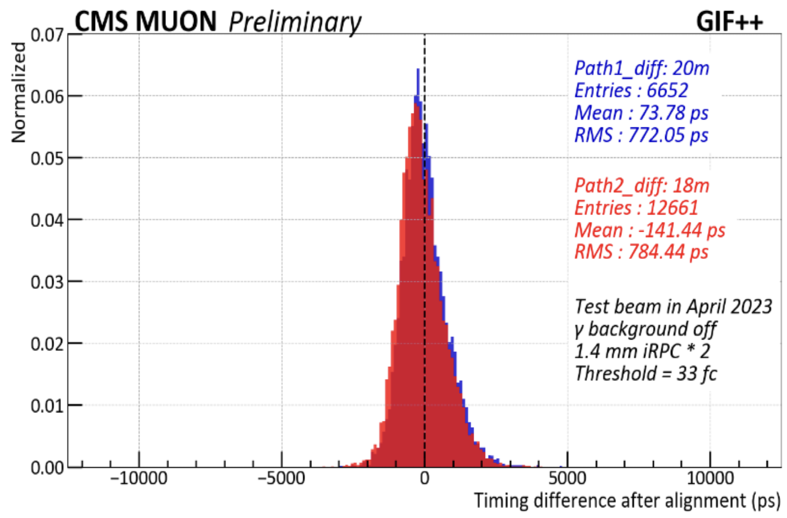 CMS MUON Preliminary GIF++
Normalized
0.07
0.06
0.05
0.04
0.03
0.02
0.01
0.00
Path1_diff: 20m
Entries : 6652
Mean : 73.78 ps
RMS : 772.05 ps
Path2_diff: 18m
Entries : 12661
Mean : -141.44 ps
RMS : 784.44 ps
Test beam in April 2023
γ background off
1.4 mm iRPC * 2
Threshold = 33 fc
−10000 −5000 0 5000 10000
Timing difference after alignment (ps)